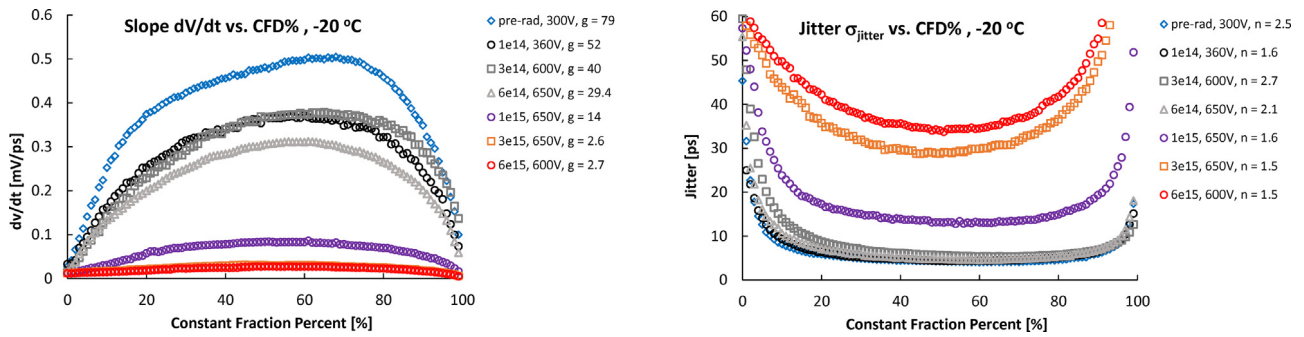 Slope dV/dt vs. CFD% , -20 ºC
dv/dt [mV/ps]
0.6
0.5
0.4
0.3
0.2
0.1
0
0 20 40 60 80 100
Constant Fraction Percent [%]
pre-rad, 300V, g = 79
1e14, 360V, g = 52
3e14, 600V, g = 40
6e14, 650V, g = 29.4
1e15, 650V, g = 14
3e15, 650V, g = 2.6
6e15, 600V, g = 2.7
Jitter σjitter vs. CFD% , -20 ºC
Jitter [ps]
60
50
40
30
20
10
0
0 20 40 60 80 100
Constant Fraction Percent [%]
pre-rad, 300V, n = 2.5
1e14, 360V, n = 1.6
3e14, 600V, n = 2.7
6e14, 650V, n = 2.1
1e15, 650V, n = 1.6
3e15, 650V, n = 1.5
6e15, 600V, n = 1.5